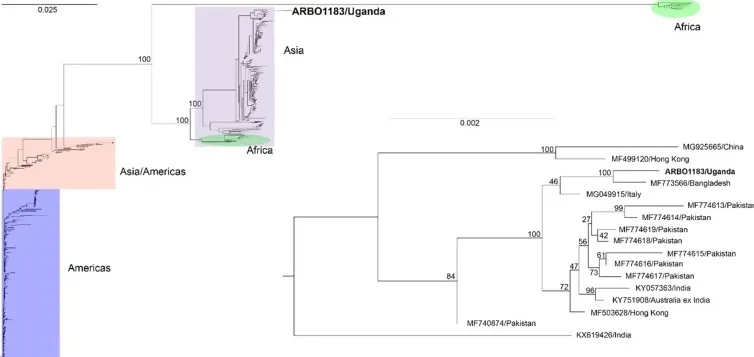 0.025
ARBO1183/Uganda
Asia
Africa
100
100
100
Africa
Asia/Americas
Americas
0.002
100
MG925665/China
MF499120/Hong Kong
100
ARBO1183/Uganda
46
MF773566/Bangladesh
MG049915/Italy
100
99
MF774613/Pakistan
27
MF774614/Pakistan
MF774619/Pakistan
42
MF774618/Pakistan
56
61
MF774615/Pakistan
MF774616/Pakistan
47
73
MF774617/Pakistan
84
72
96
KY057363/India
KY751908/Australia ex India
MF503628/Hong Kong
MF740874/Pakistan
KX619426/India